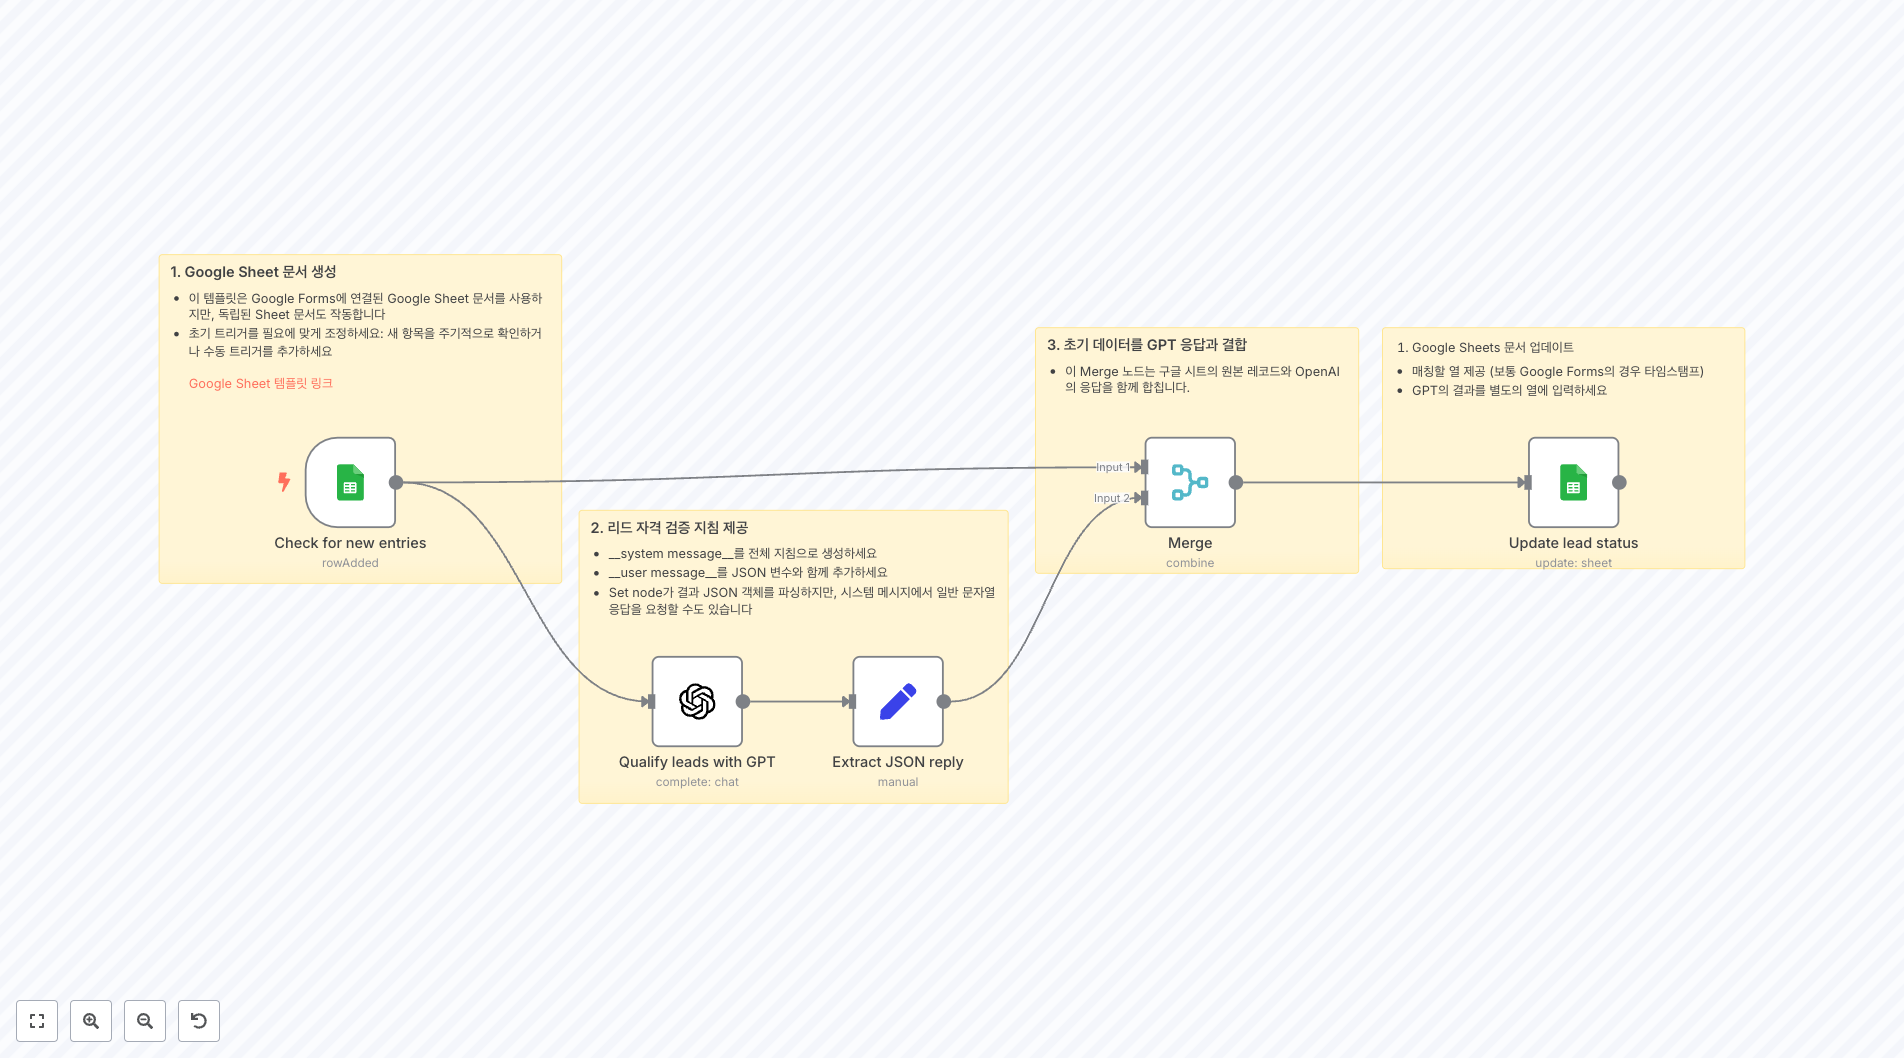 1. Google Sheet 문서 생성
이 템플릿은 Google Forms에 연결된 Google Sheet 문서를 사용하
지만, 독립된 Sheet 문서도 작동합니다
초기 트리거를 필요에 맞게 조정하세요: 새 항목을 주기적으로 확인하거
나 수동 트리거를 추가하세요
Google Sheet 템플릿 링크
Check for new entries
rowAdded
2. 리드 자격 검증 지침 제공
__system message__를 전체 지침으로 생성하세요
__user message__를 JSON 변수와 함께 추가하세요
Set node가 결과 JSON 객체를 파싱하지만, 시스템 메시지에서 일반 문자열
응답을 요청할 수도 있습니다
Qualify leads with GPT
complete: chat
Extract JSON reply
manual
3. 초기 데이터를 GPT 응답과 결합
이 Merge 노드는 구글 시트의 원본 레코드와 OpenAI
의 응답을 함께 합칩니다.
Input 1
Input 2
Merge
combine
1. Google Sheets 문서 업데이트
매칭할 열 제공 (보통 Google Forms의 경우 타임스탬프)
GPT의 결과를 별도의 열에 입력하세요
Update lead status
update: sheet